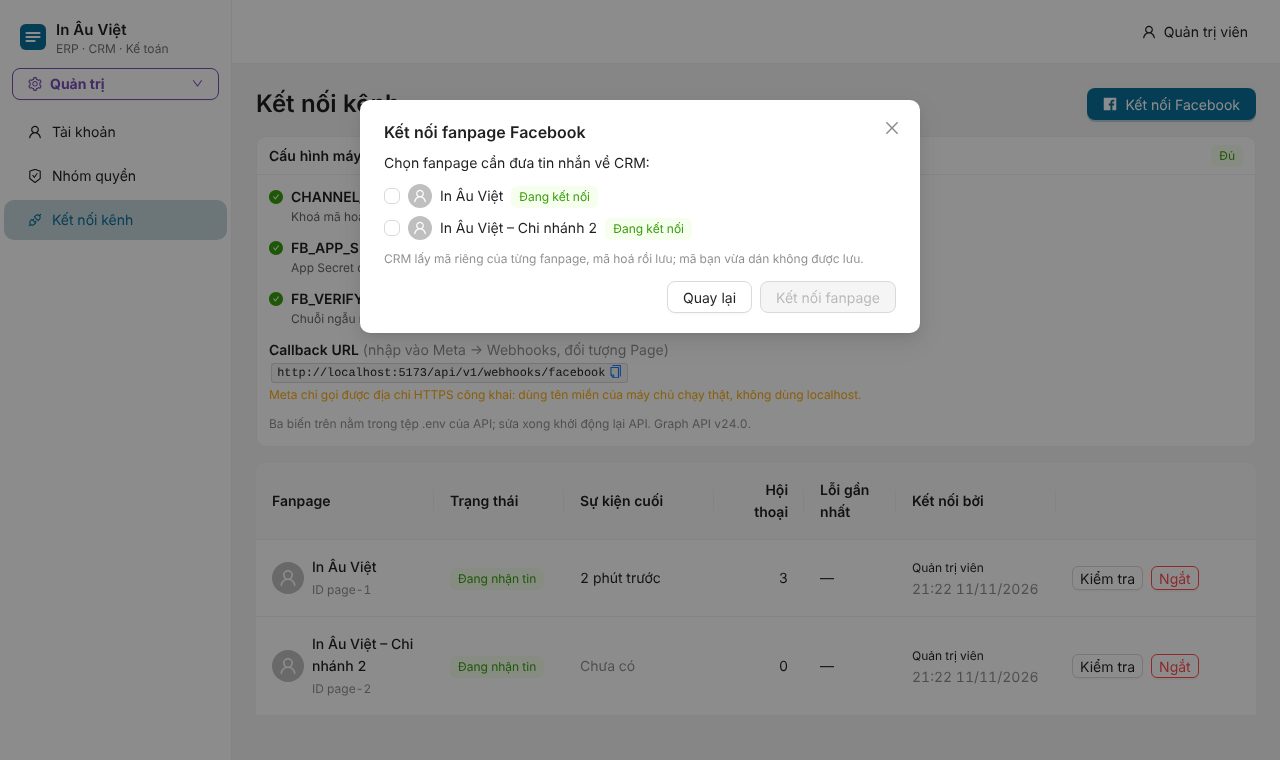 In Âu Việt
ERP · CRM · Kế toán
Quản trị
Tài khoản
Nhóm quyền
Kết nối kênh
Quản trị viên
Kết nối kênh
Kết nối Facebook
Cấu hình máy
Đủ
CHANNEL_
Khoá mã hoá
FB_APP_S
App Secret
FB_VERIFY
Chuỗi ngẫu
Callback URL (nhập vào Meta → Webhooks, đối tượng Page)
http://localhost:5173/api/v1/webhooks/facebook
Meta chỉ gọi được địa chỉ HTTPS công khai: dùng tên miền của máy chủ chạy thật, không dùng localhost.
Ba biến trên nằm trong tệp .env của API; sửa xong khởi động lại API. Graph API v24.0.
Kết nối fanpage Facebook
Chọn fanpage cần đưa tin nhắn về CRM:
In Âu Việt Đang kết nối
In Âu Việt – Chi nhánh 2 Đang kết nối
CRM lấy mã riêng của từng fanpage, mã hoá rồi lưu; mã bạn vừa dán không được lưu.
Quay lại Kết nối fanpage
Fanpage Trạng thái Sự kiện cuối Hội thoại Lỗi gần nhất Kết nối bởi
In Âu Việt
ID page-1
Đang nhận tin 2 phút trước 3 —
Quản trị viên
21:22 11/11/2026
Kiểm tra Ngắt
In Âu Việt – Chi nhánh 2
ID page-2
Đang nhận tin Chưa có 0 —
Quản trị viên
21:22 11/11/2026
Kiểm tra Ngắt